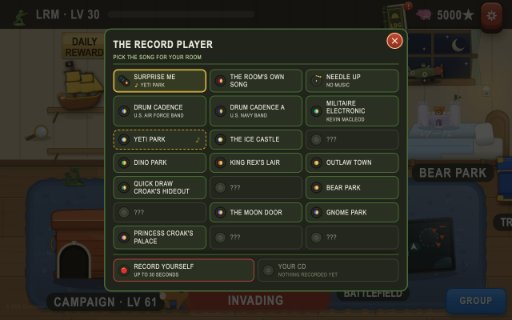 LRM · LV 30
5000★
ADS
DAILY
REWARD
THE RECORD PLAYER
PICK THE SONG FOR YOUR ROOM
SURPRISE ME
♪ YETI PARK
THE ROOM'S OWN
SONG
NEEDLE UP
NO MUSIC
DRUM CADENCE
U.S. AIR FORCE BAND
DRUM CADENCE A
U.S. NAVY BAND
MILITAIRE
ELECTRONIC
KEVIN MACLEOD
YETI PARK ♪
THE ICE CASTLE
???
DINO PARK
KING REX'S LAIR
OUTLAW TOWN
QUICK DRAW
CROAK'S HIDEOUT
???
BEAR PARK
???
THE MOON DOOR
GNOME PARK
PRINCESS CROAK'S
PALACE
???
???
RECORD YOURSELF
UP TO 30 SECONDS
YOUR CD
NOTHING RECORDED YET
BEAR PARK
CAMPAIGN · LV 61
INVADING
BATTLEFIELD
GROUP